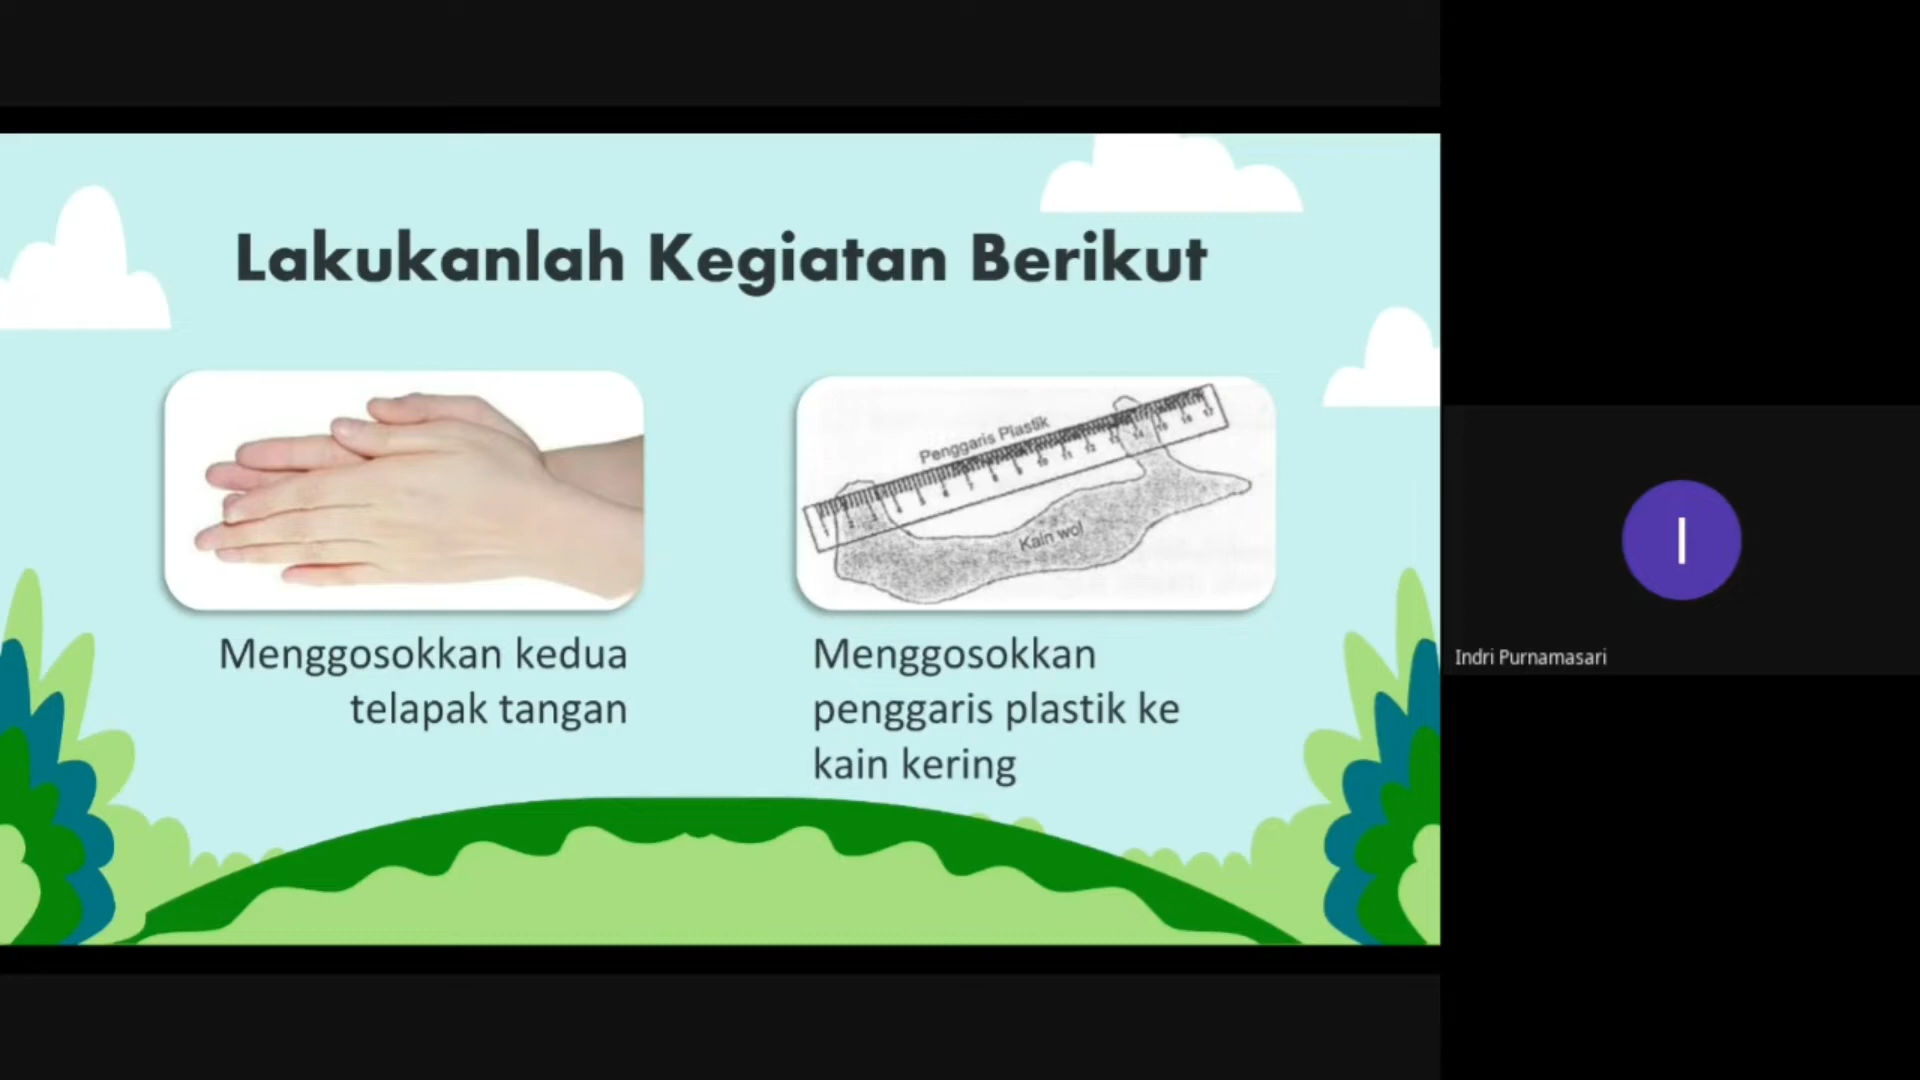 Lakukanlah Kegiatan Berikut
Penggaris Plastik
Kain wol
Menggosokkan kedua
telapak tangan
Menggosokkan
penggaris plastik ke
kain kering
I
Indri Purnamasari